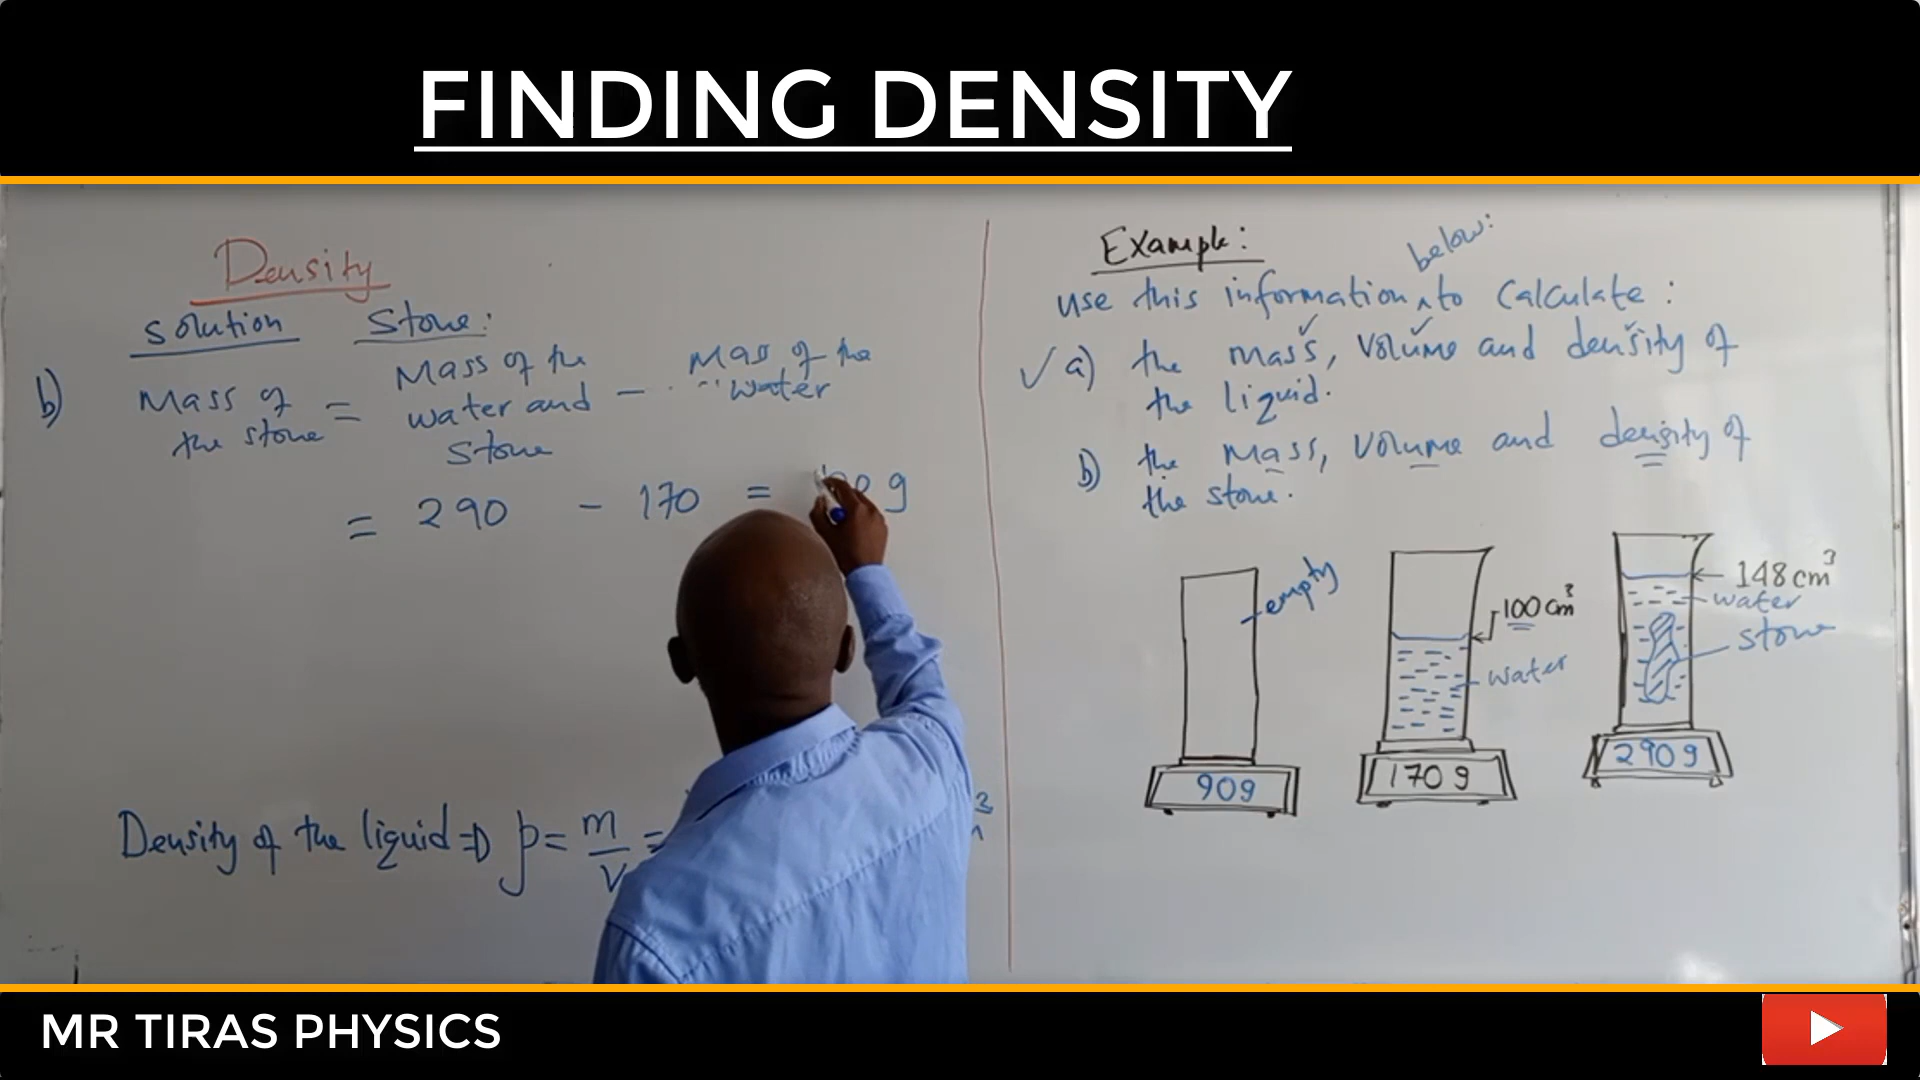 FINDING DENSITY
Density
Solution Stone:
b) Mass of the stone = Mass of the water and stone − Mass of the water
= 290 − 170 = g
Density of the liquid => ρ = m/v =
Example:
below:
use this information ^ to Calculate:
✓ a) the mass, volume and density of
the liquid.
b) the mass, volume and density of
the stone.
empty
90g
100 cm³
water
170 g
148 cm³
water
stone
290 g
MR TIRAS PHYSICS